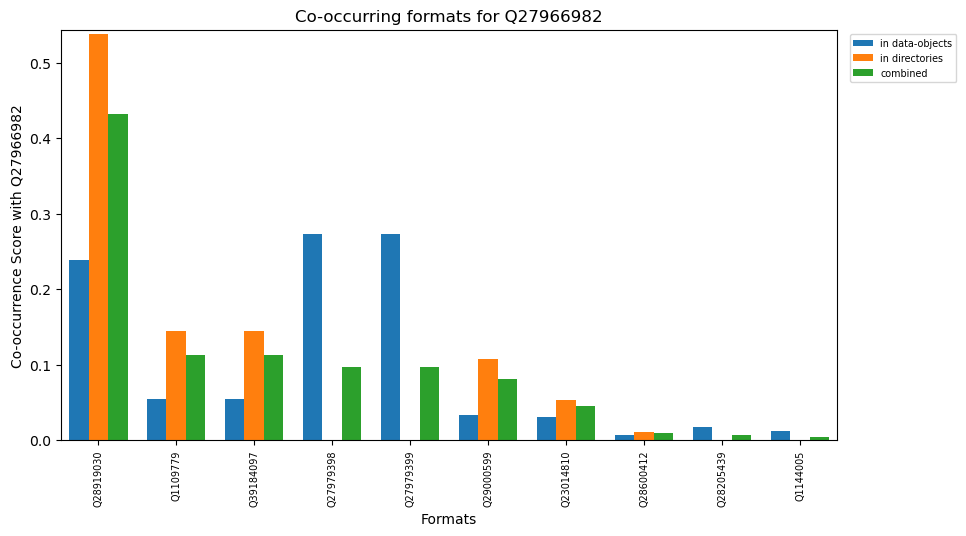 Co-occurring formats for Q27966982
in data-objects
in directories
combined
Co-occurrence Score with Q27966982
0.5
0.4
0.3
0.2
0.1
0.0
Q28919030
Q1109779
Q39184097
Q27979398
Q27979399
Q29000599
Q23014810
Q28600412
Q28205439
Q1144005
Formats